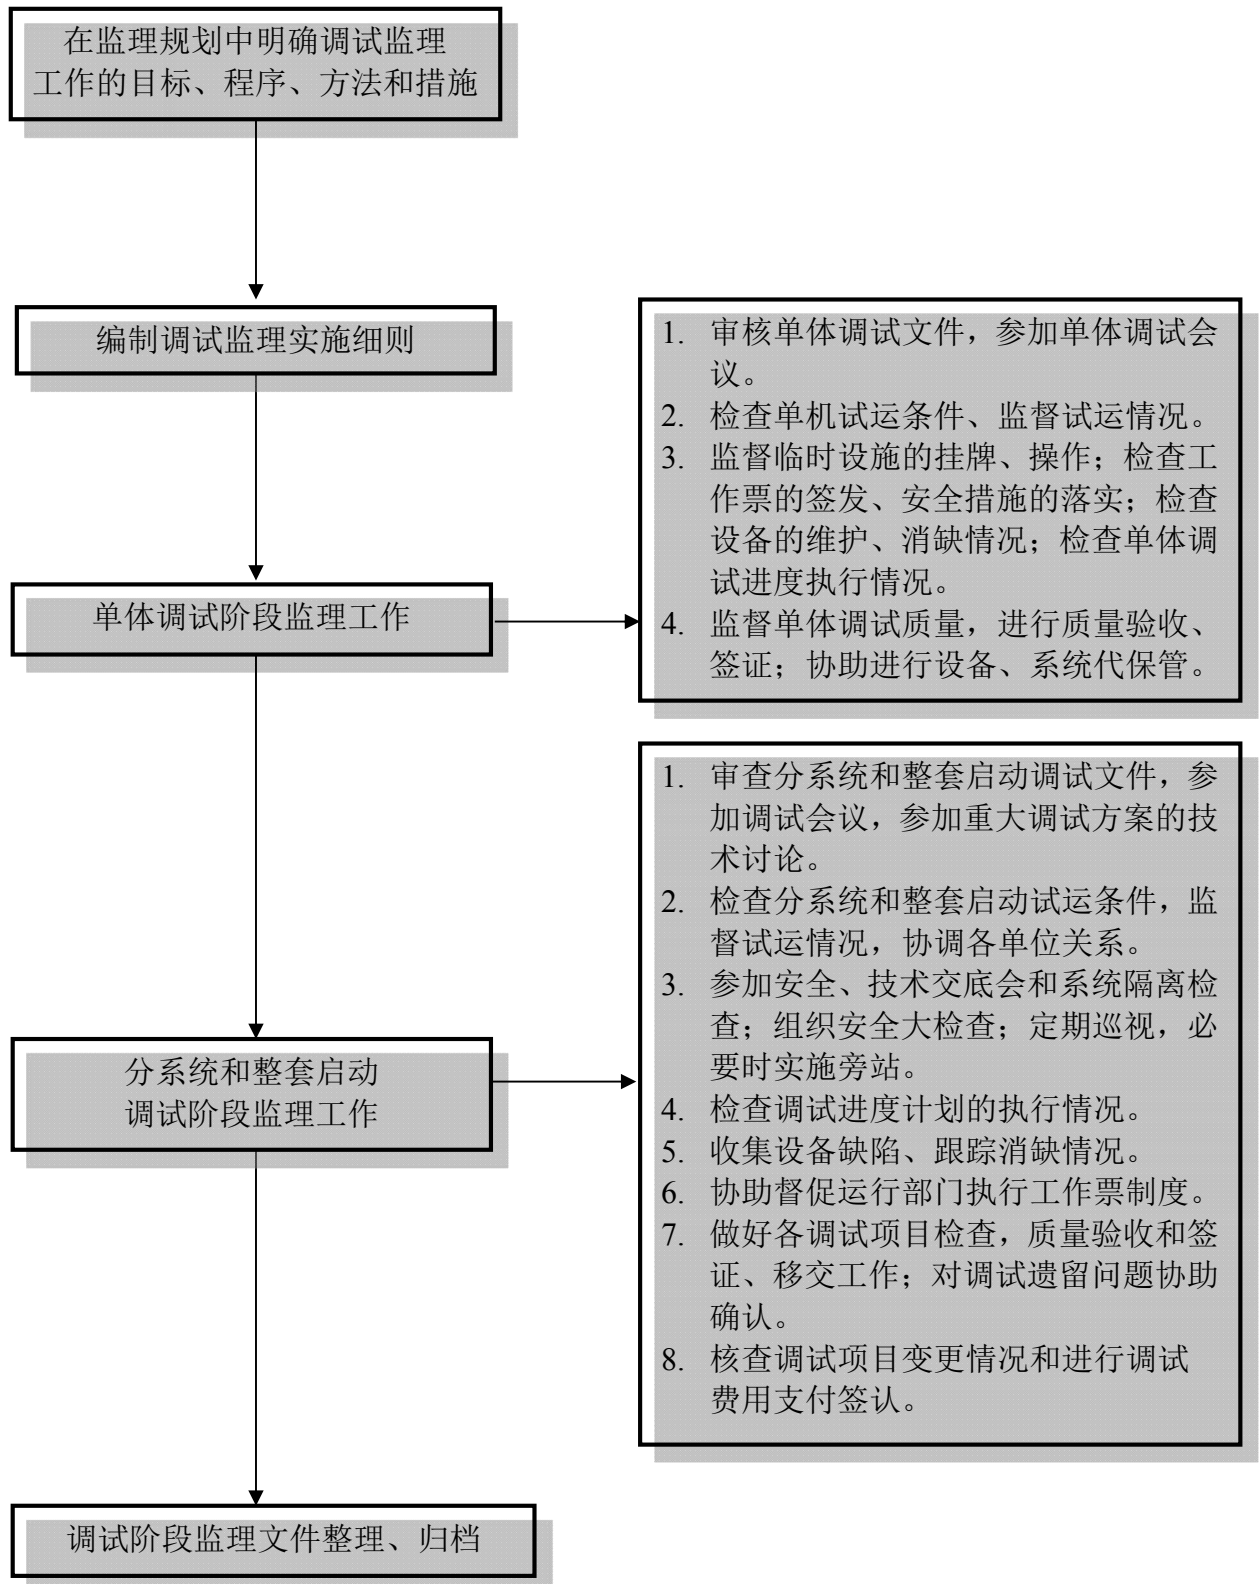 在监理规划中明确调试监理
工作的目标、程序、方法和措施
编制调试监理实施细则
1. 审核单体调试文件，参加单体调试会
议。
2. 检查单机试运条件、监督试运情况。
3. 监督临时设施的挂牌、操作；检查工
作票的签发、安全措施的落实；检查
设备的维护、消缺情况；检查单体调
试进度执行情况。
4. 监督单体调试质量，进行质量验收、
签证；协助进行设备、系统代保管。
单体调试阶段监理工作
1. 审查分系统和整套启动调试文件，参
加调试会议，参加重大调试方案的技
术讨论。
2. 检查分系统和整套启动试运条件，监
督试运情况，协调各单位关系。
3. 参加安全、技术交底会和系统隔离检
查；组织安全大检查；定期巡视，必
要时实施旁站。
4. 检查调试进度计划的执行情况。
5. 收集设备缺陷、跟踪消缺情况。
6. 协助督促运行部门执行工作票制度。
7. 做好各调试项目检查，质量验收和签
证、移交工作；对调试遗留问题协助
确认。
8. 核查调试项目变更情况和进行调试
费用支付签认。
分系统和整套启动
调试阶段监理工作
调试阶段监理文件整理、归档